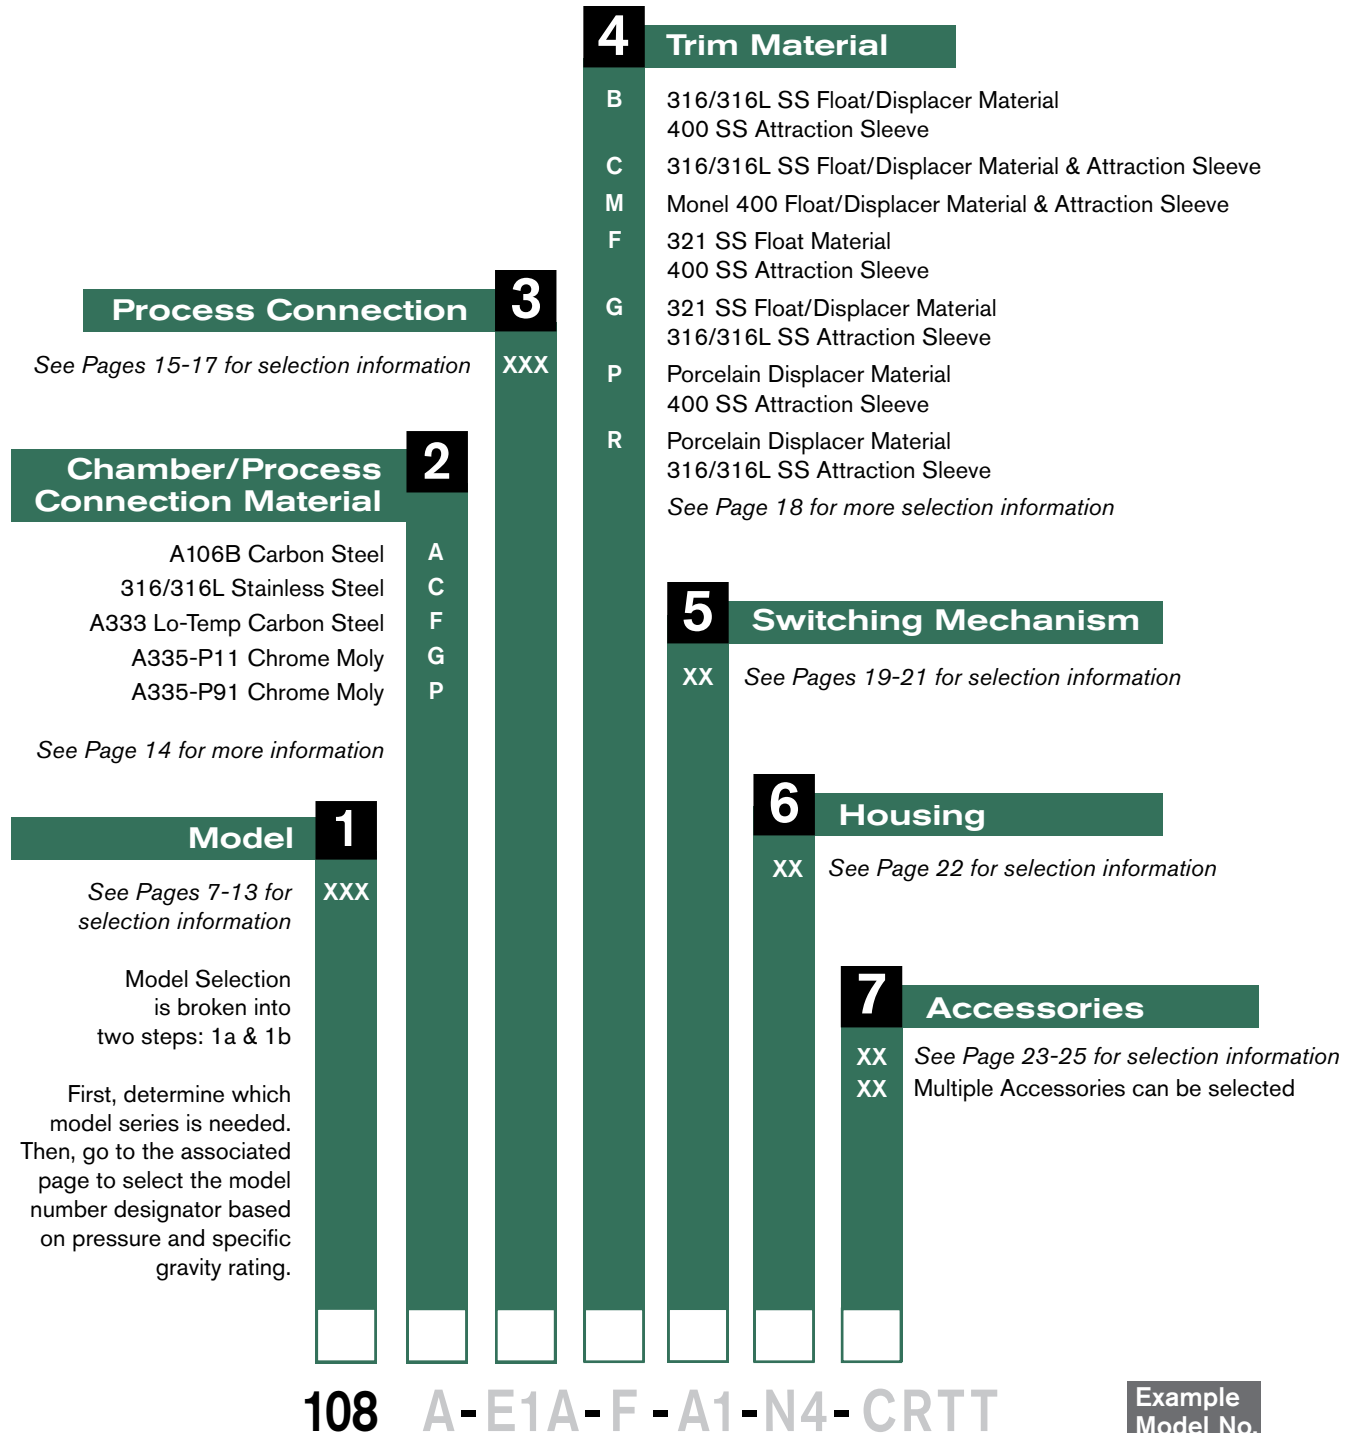 4
Trim Material
B
316/316L SS Float/Displacer Material
400 SS Attraction Sleeve
C
316/316L SS Float/Displacer Material & Attraction Sleeve
M
Monel 400 Float/Displacer Material & Attraction Sleeve
F
321 SS Float Material
400 SS Attraction Sleeve
G
321 SS Float/Displacer Material
316/316L SS Attraction Sleeve
P
Porcelain Displacer Material
400 SS Attraction Sleeve
R
Porcelain Displacer Material
316/316L SS Attraction Sleeve
See Page 18 for more selection information
Process Connection
3
See Pages 15-17 for selection information
XXX
Chamber/Process
Connection Material
2
A106B Carbon Steel
A
316/316L Stainless Steel
C
A333 Lo-Temp Carbon Steel
F
A335-P11 Chrome Moly
G
A335-P91 Chrome Moly
P
See Page 14 for more information
5
Switching Mechanism
XX
See Pages 19-21 for selection information
Model
1
See Pages 7-13 for
selection information
XXX
Model Selection
is broken into
two steps: 1a & 1b
First, determine which
model series is needed.
Then, go to the associated
page to select the model
number designator based
on pressure and specific
gravity rating.
6
Housing
XX
See Page 22 for selection information
7
Accessories
XX
See Page 23-25 for selection information
XX
Multiple Accessories can be selected
108 A-E1A-F-A1-N4-CRTT
Example
Model No.